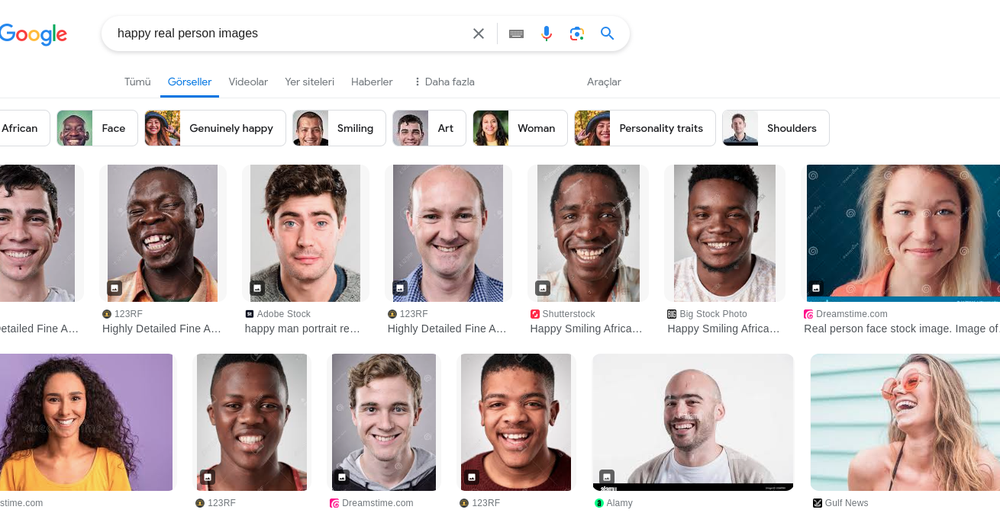 Google
happy real person images
Tümü Görseller Videolar Yer siteleri Haberler Daha fazla Araçlar
African Face Genuinely happy Smiling Art Woman Personality traits Shoulders
123RF Adobe Stock 123RF Shutterstock Big Stock Photo Dreamstime.com
etailed Fine A... Highly Detailed Fine A... happy man portrait re... Highly Detailed Fine A... Happy Smiling Africa... Happy Smiling Africa... Real person face stock image. Image of
alamy
stime.com 123RF Dreamstime.com 123RF Alamy Gulf News